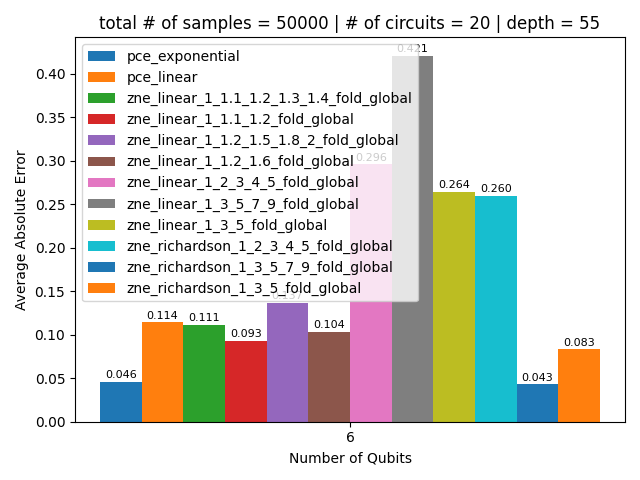 total # of samples = 50000 | # of circuits = 20 | depth = 55
Average Absolute Error
0.40
0.35
0.30
0.25
0.20
0.15
0.10
0.05
0.00
pce_exponential
pce_linear
zne_linear_1_1.1_1.2_1.3_1.4_fold_global
zne_linear_1_1.1_1.2_fold_global
zne_linear_1_1.2_1.5_1.8_2_fold_global
zne_linear_1_1.2_1.6_fold_global
zne_linear_1_2_3_4_5_fold_global
zne_linear_1_3_5_7_9_fold_global
zne_linear_1_3_5_fold_global
zne_richardson_1_2_3_4_5_fold_global
zne_richardson_1_3_5_7_9_fold_global
zne_richardson_1_3_5_fold_global
0.046
0.114
0.111
0.093
0.137
0.104
0.296
0.421
0.264
0.260
0.043
0.083
6
Number of Qubits